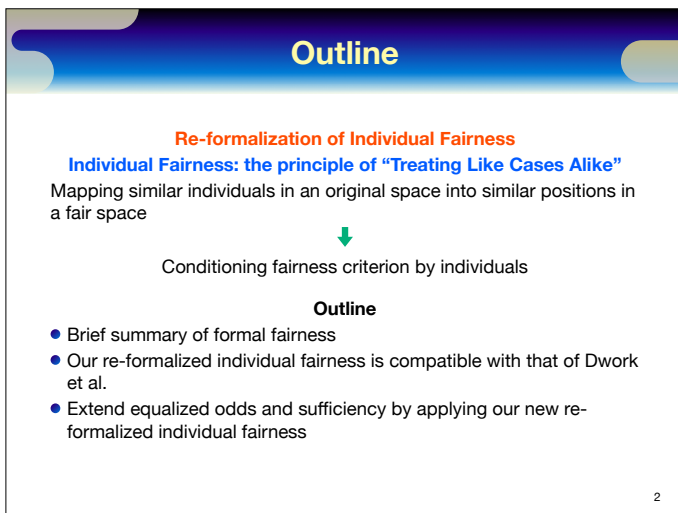 Outline
Re-formalization of Individual Fairness
Individual Fairness: the principle of “Treating Like Cases Alike”
Mapping similar individuals in an original space into similar positions in
a fair space
Conditioning fairness criterion by individuals
Outline
Brief summary of formal fairness
Our re-formalized individual fairness is compatible with that of Dwork
et al.
Extend equalized odds and sufficiency by applying our new re-
formalized individual fairness
2